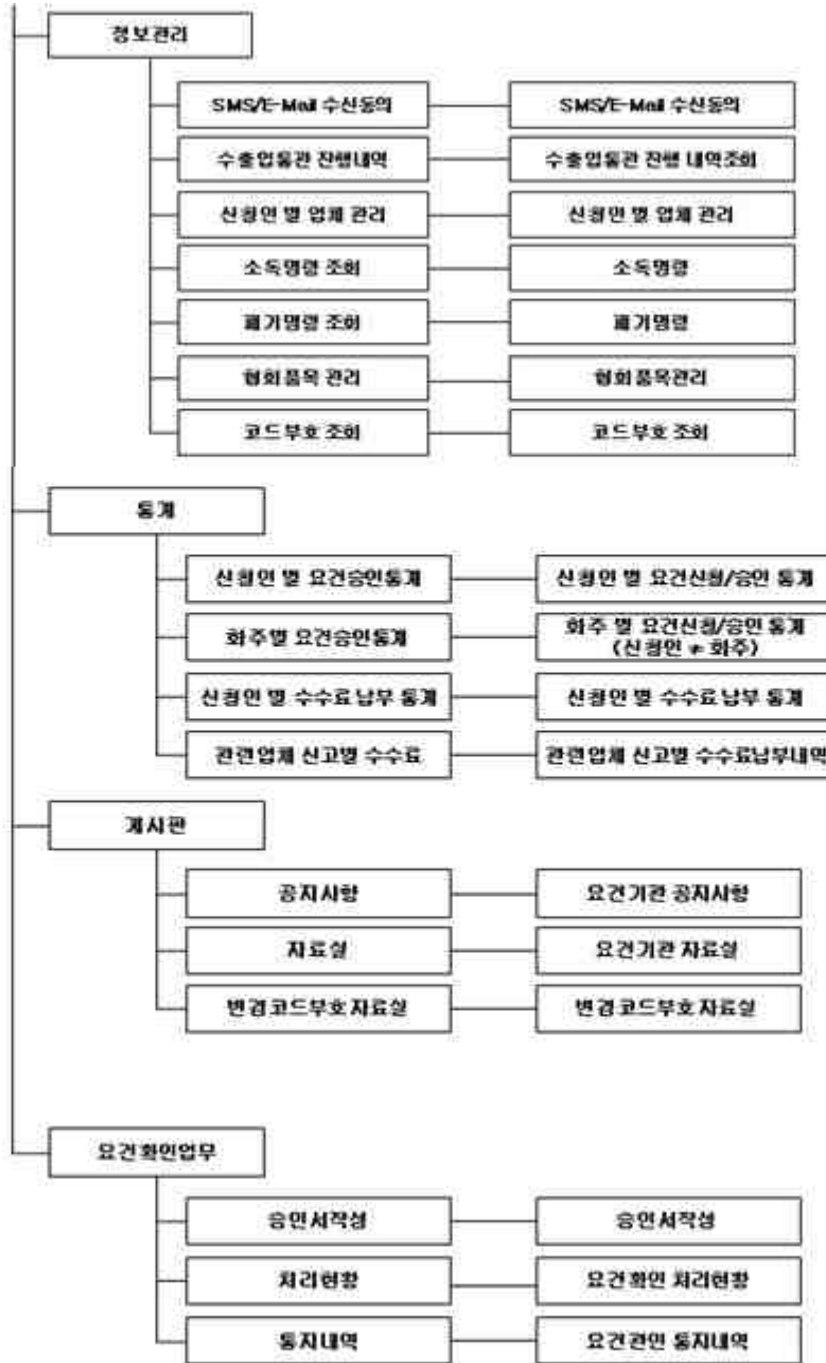 정보관리
SMS/E-Mail 수신동의
SMS/E-Mail 수신동의
수출입통관 진행내역
수출입통관 진행 내역조회
신청인 별 업체 관리
신청인 별 업체 관리
소독명령 조회
소독명령
폐기명령 조회
폐기명령
협회품목 관리
협회품목관리
코드부호 조회
코드부호 조회
통계
신청인 별 요건승인통계
신청인 별 요건신청/승인 통계
화주별 요건승인통계
화주 별 요건신청/승인 통계
(신청인 ≠ 화주)
신청인 별 수수료 납부 통계
신청인 별 수수료 납부 통계
관련업체 신고별 수수료
관련업체 신고별 수수료납부내역
게시판
공지사항
요건기관 공지사항
자료실
요건기관 자료실
변경코드부호자료실
변경코드부호자료실
요건확인업무
승인서작성
승인서작성
처리현황
요건확인 처리현황
통지내역
요건관민 통지내역